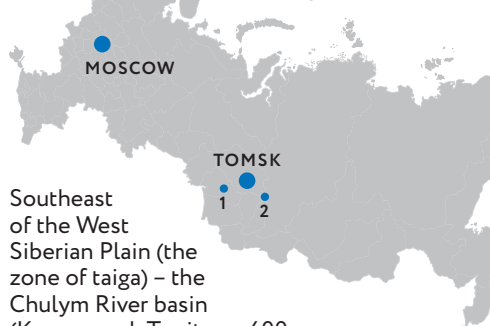 MOSCOW
TOMSK
1
2
Southeast
of the West
Siberian Plain (the
zone of taiga) – the
Chulym River basin